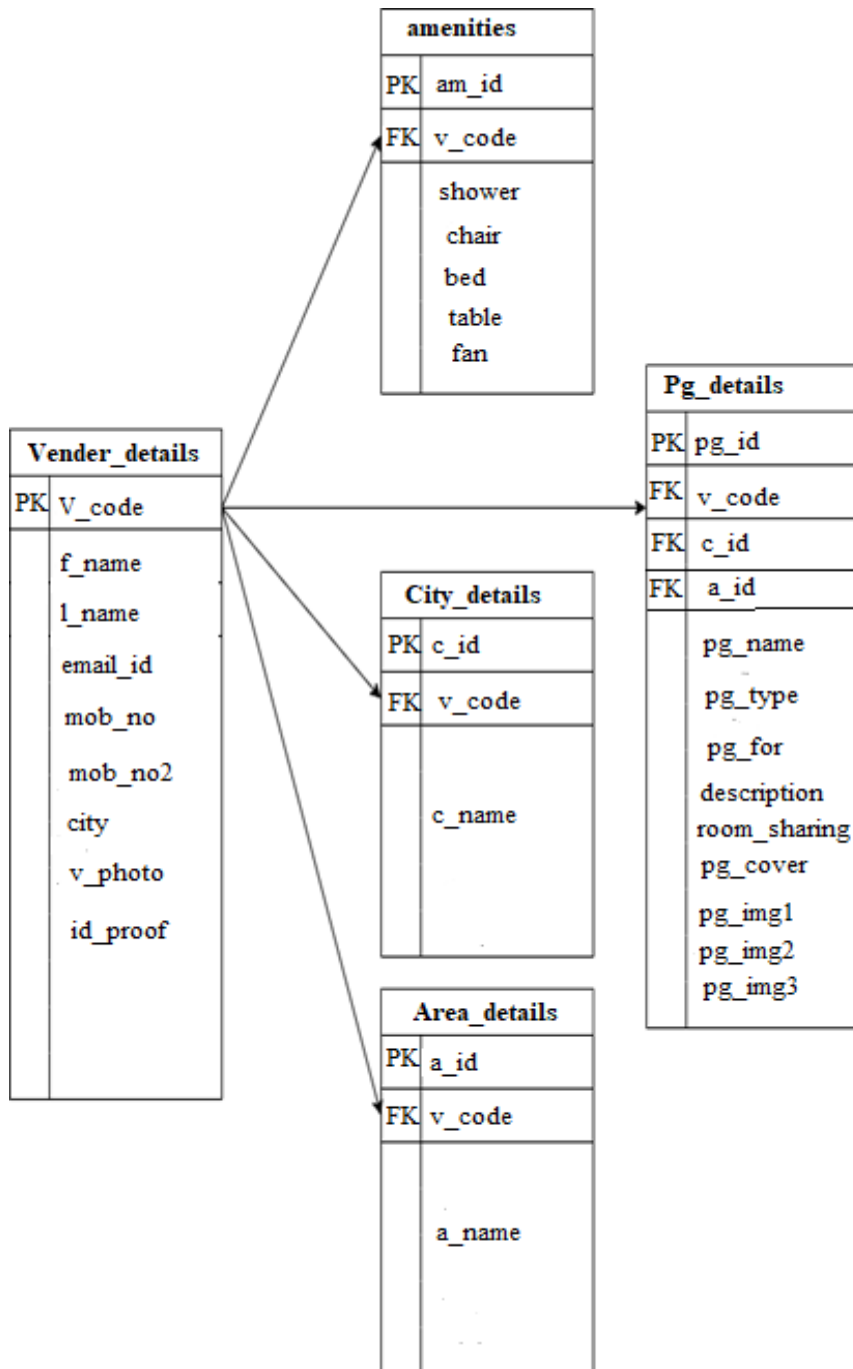 amenities
PK am_id
FK v_code
shower
chair
bed
table
fan
Pg_details
PK pg_id
FK v_code
FK c_id
FK a_id
pg_name
pg_type
pg_for
description
room_sharing
pg_cover
pg_img1
pg_img2
pg_img3
Vender_details
PK V_code
f_name
l_name
email_id
mob_no
mob_no2
city
v_photo
id_proof
City_details
PK c_id
FK v_code
c_name
Area_details
PK a_id
FK v_code
a_name